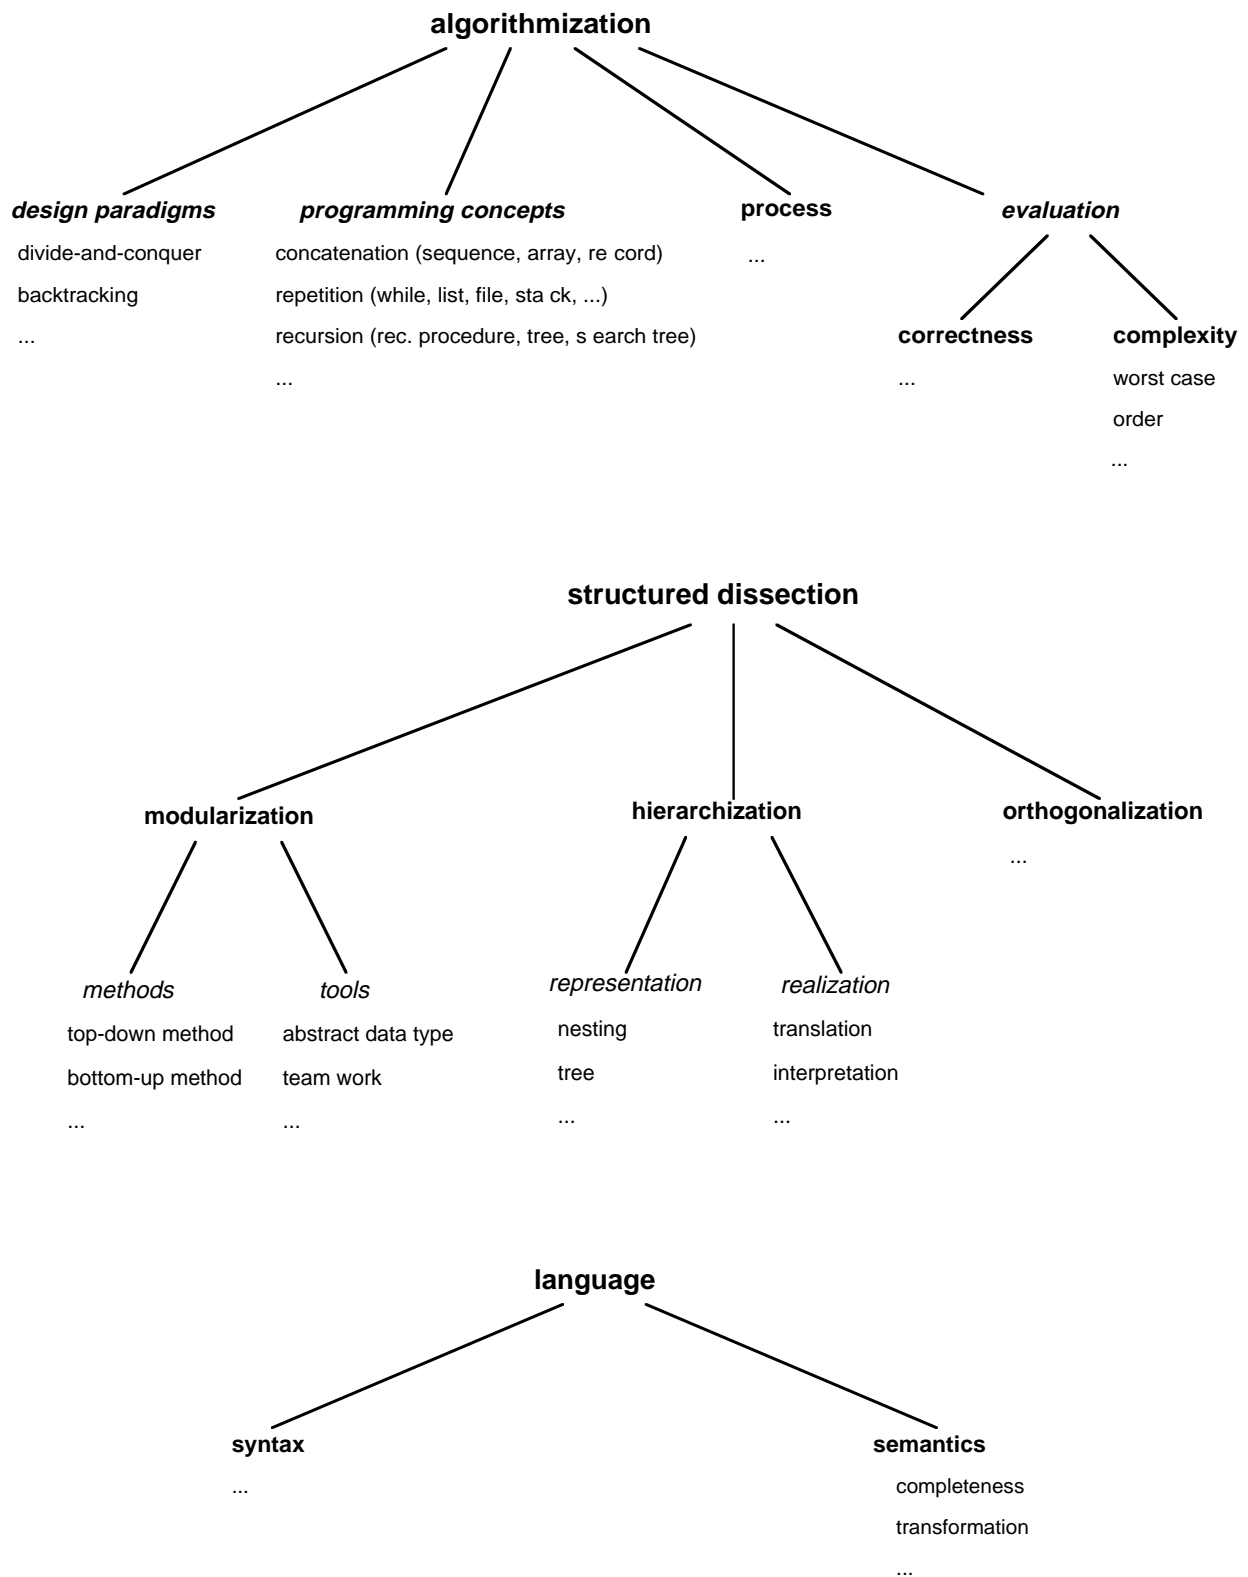 algorithmization
design paradigms programming concepts process evaluation
divide-and-conquer concatenation (sequence, array, re cord) ...
backtracking repetition (while, list, file, sta ck, ...)
... recursion (rec. procedure, tree, s earch tree) correctness complexity
... ... worst case
order
...
structured dissection
modularization hierarchization orthogonalization
...
methods tools representation realization
top-down method abstract data type nesting translation
bottom-up method team work tree interpretation
... ... ... ...
language
syntax semantics
... completeness
transformation
...